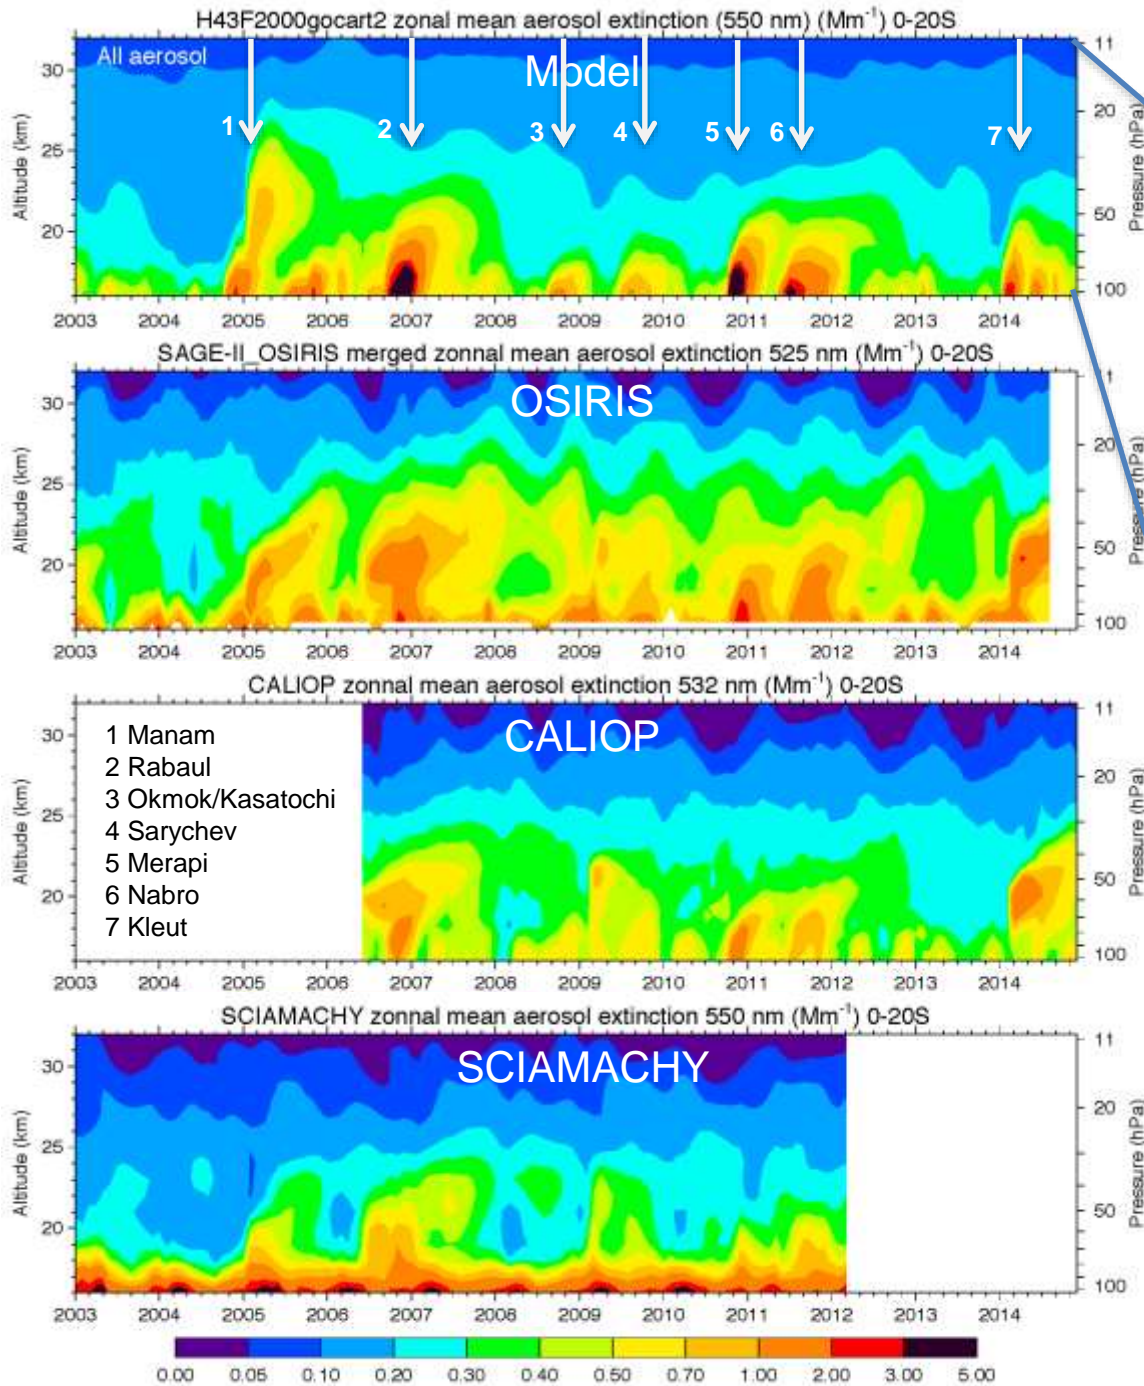 H43F2000gocart2 zonal mean aerosol extinction (550 nm) (Mm⁻¹) 0-20S
All aerosol
Model
1 2 3 4 5 6 7
Altitude (km)
30
25
20
Pressure (hPa)
11
20
50
100
2003 2004 2005 2006 2007 2008 2009 2010 2011 2012 2013 2014
SAGE-II_OSIRIS merged zonnal mean aerosol extinction 525 nm (Mm⁻¹) 0-20S
OSIRIS
Altitude (km)
30
25
20
Pressure (hPa)
1
20
50
100
2003 2004 2005 2006 2007 2008 2009 2010 2011 2012 2013 2014
CALIOP zonnal mean aerosol extinction 532 nm (Mm⁻¹) 0-20S
CALIOP
1 Manam
2 Rabaul
3 Okmok/Kasatochi
4 Sarychev
5 Merapi
6 Nabro
7 Kleut
Altitude (km)
30
25
20
Pressure (hPa)
11
20
50
100
2003 2004 2005 2006 2007 2008 2009 2010 2011 2012 2013 2014
SCIAMACHY zonnal mean aerosol extinction 550 nm (Mm⁻¹) 0-20S
SCIAMACHY
Altitude (km)
30
25
20
Pressure (hPa)
11
20
50
100
2003 2004 2005 2006 2007 2008 2009 2010 2011 2012 2013 2014
0.00 0.05 0.10 0.20 0.30 0.40 0.50 0.70 1.00 2.00 3.00 5.00